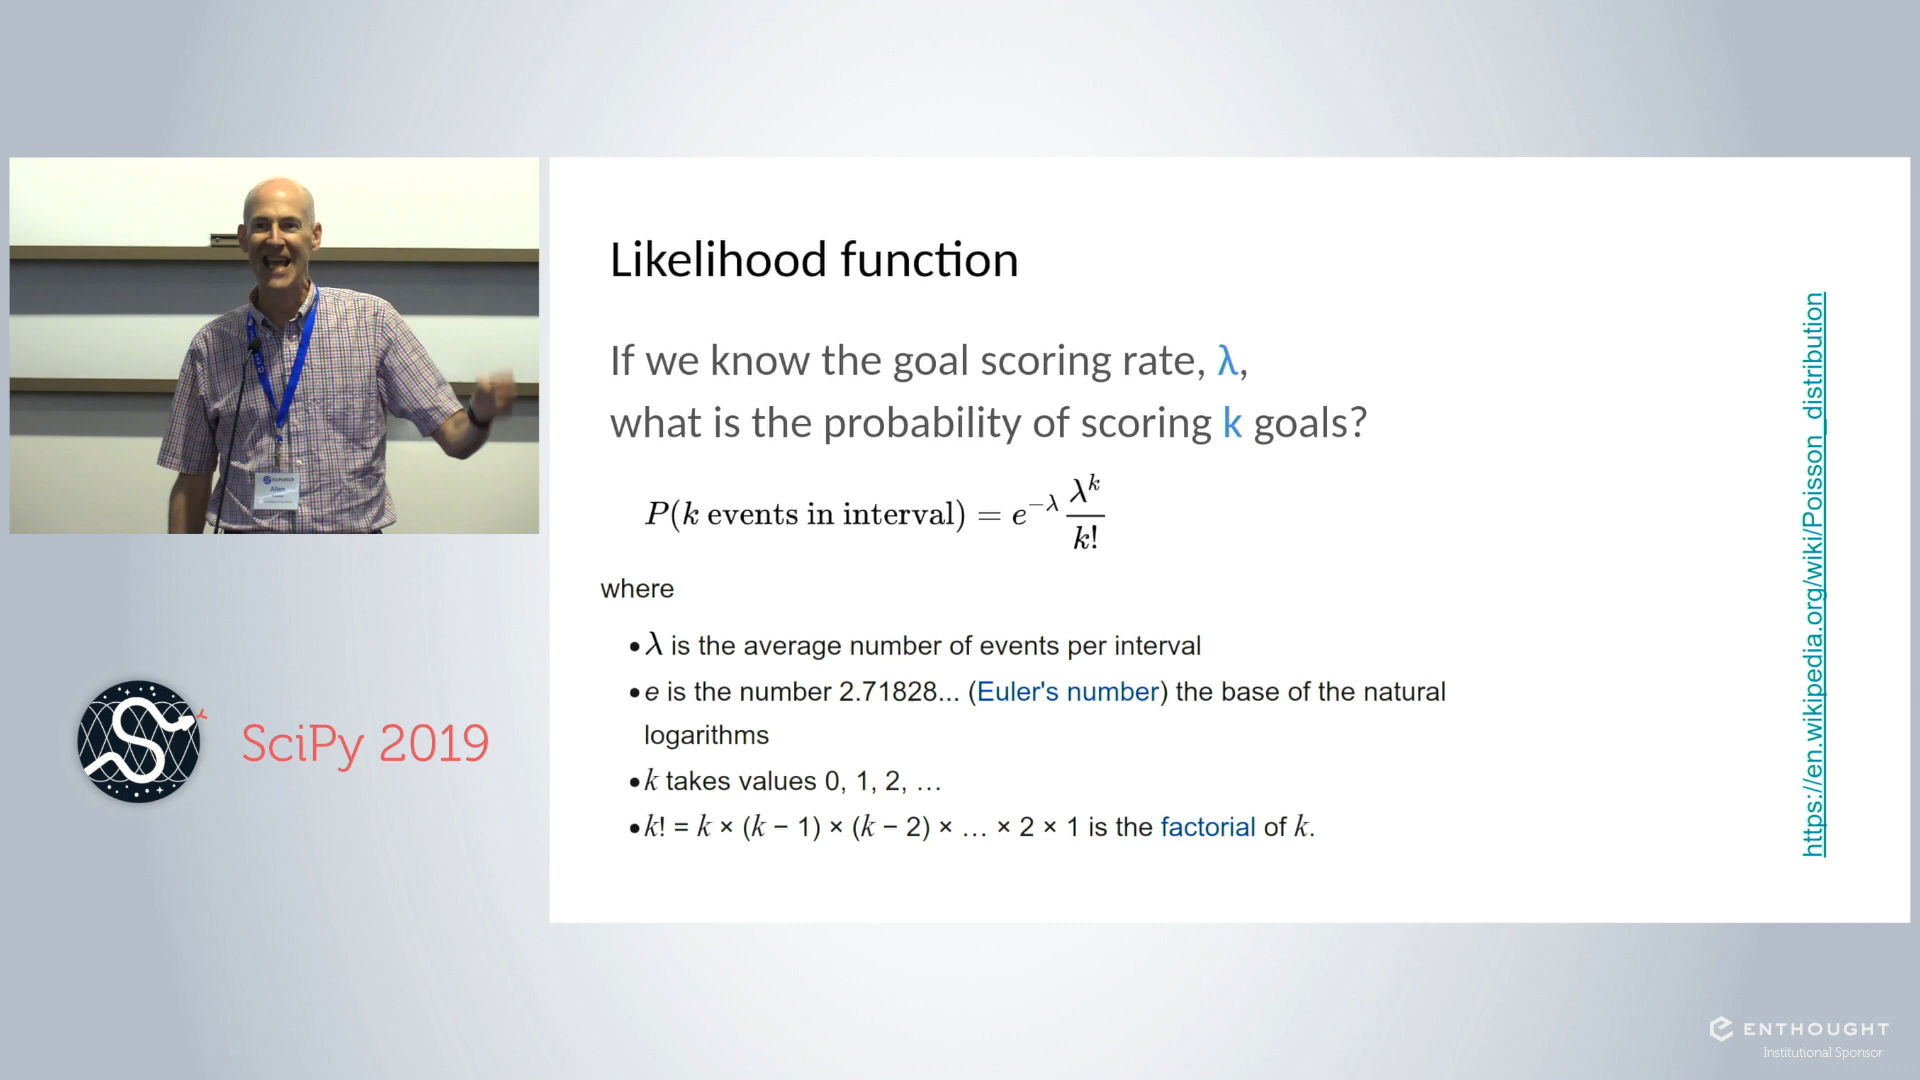 Likelihood function
If we know the goal scoring rate, λ,
what is the probability of scoring k goals?
P(k events in interval) = e^{−λ} \frac{λ^k}{k!}
where
• λ is the average number of events per interval
• e is the number 2.71828... (Euler's number) the base of the natural
logarithms
• k takes values 0, 1, 2, …
• k! = k × (k − 1) × (k − 2) × … × 2 × 1 is the factorial of k.
https://en.wikipedia.org/wiki/Poisson_distribution
Allen
SciPy 2019
ENTHOUGHT
Institutional Sponsor